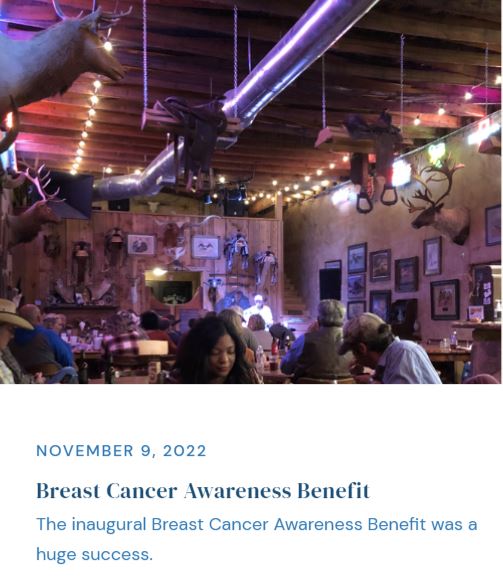 NOVEMBER 9, 2022
Breast Cancer Awareness Benefit
The inaugural Breast Cancer Awareness Benefit was a
huge success.